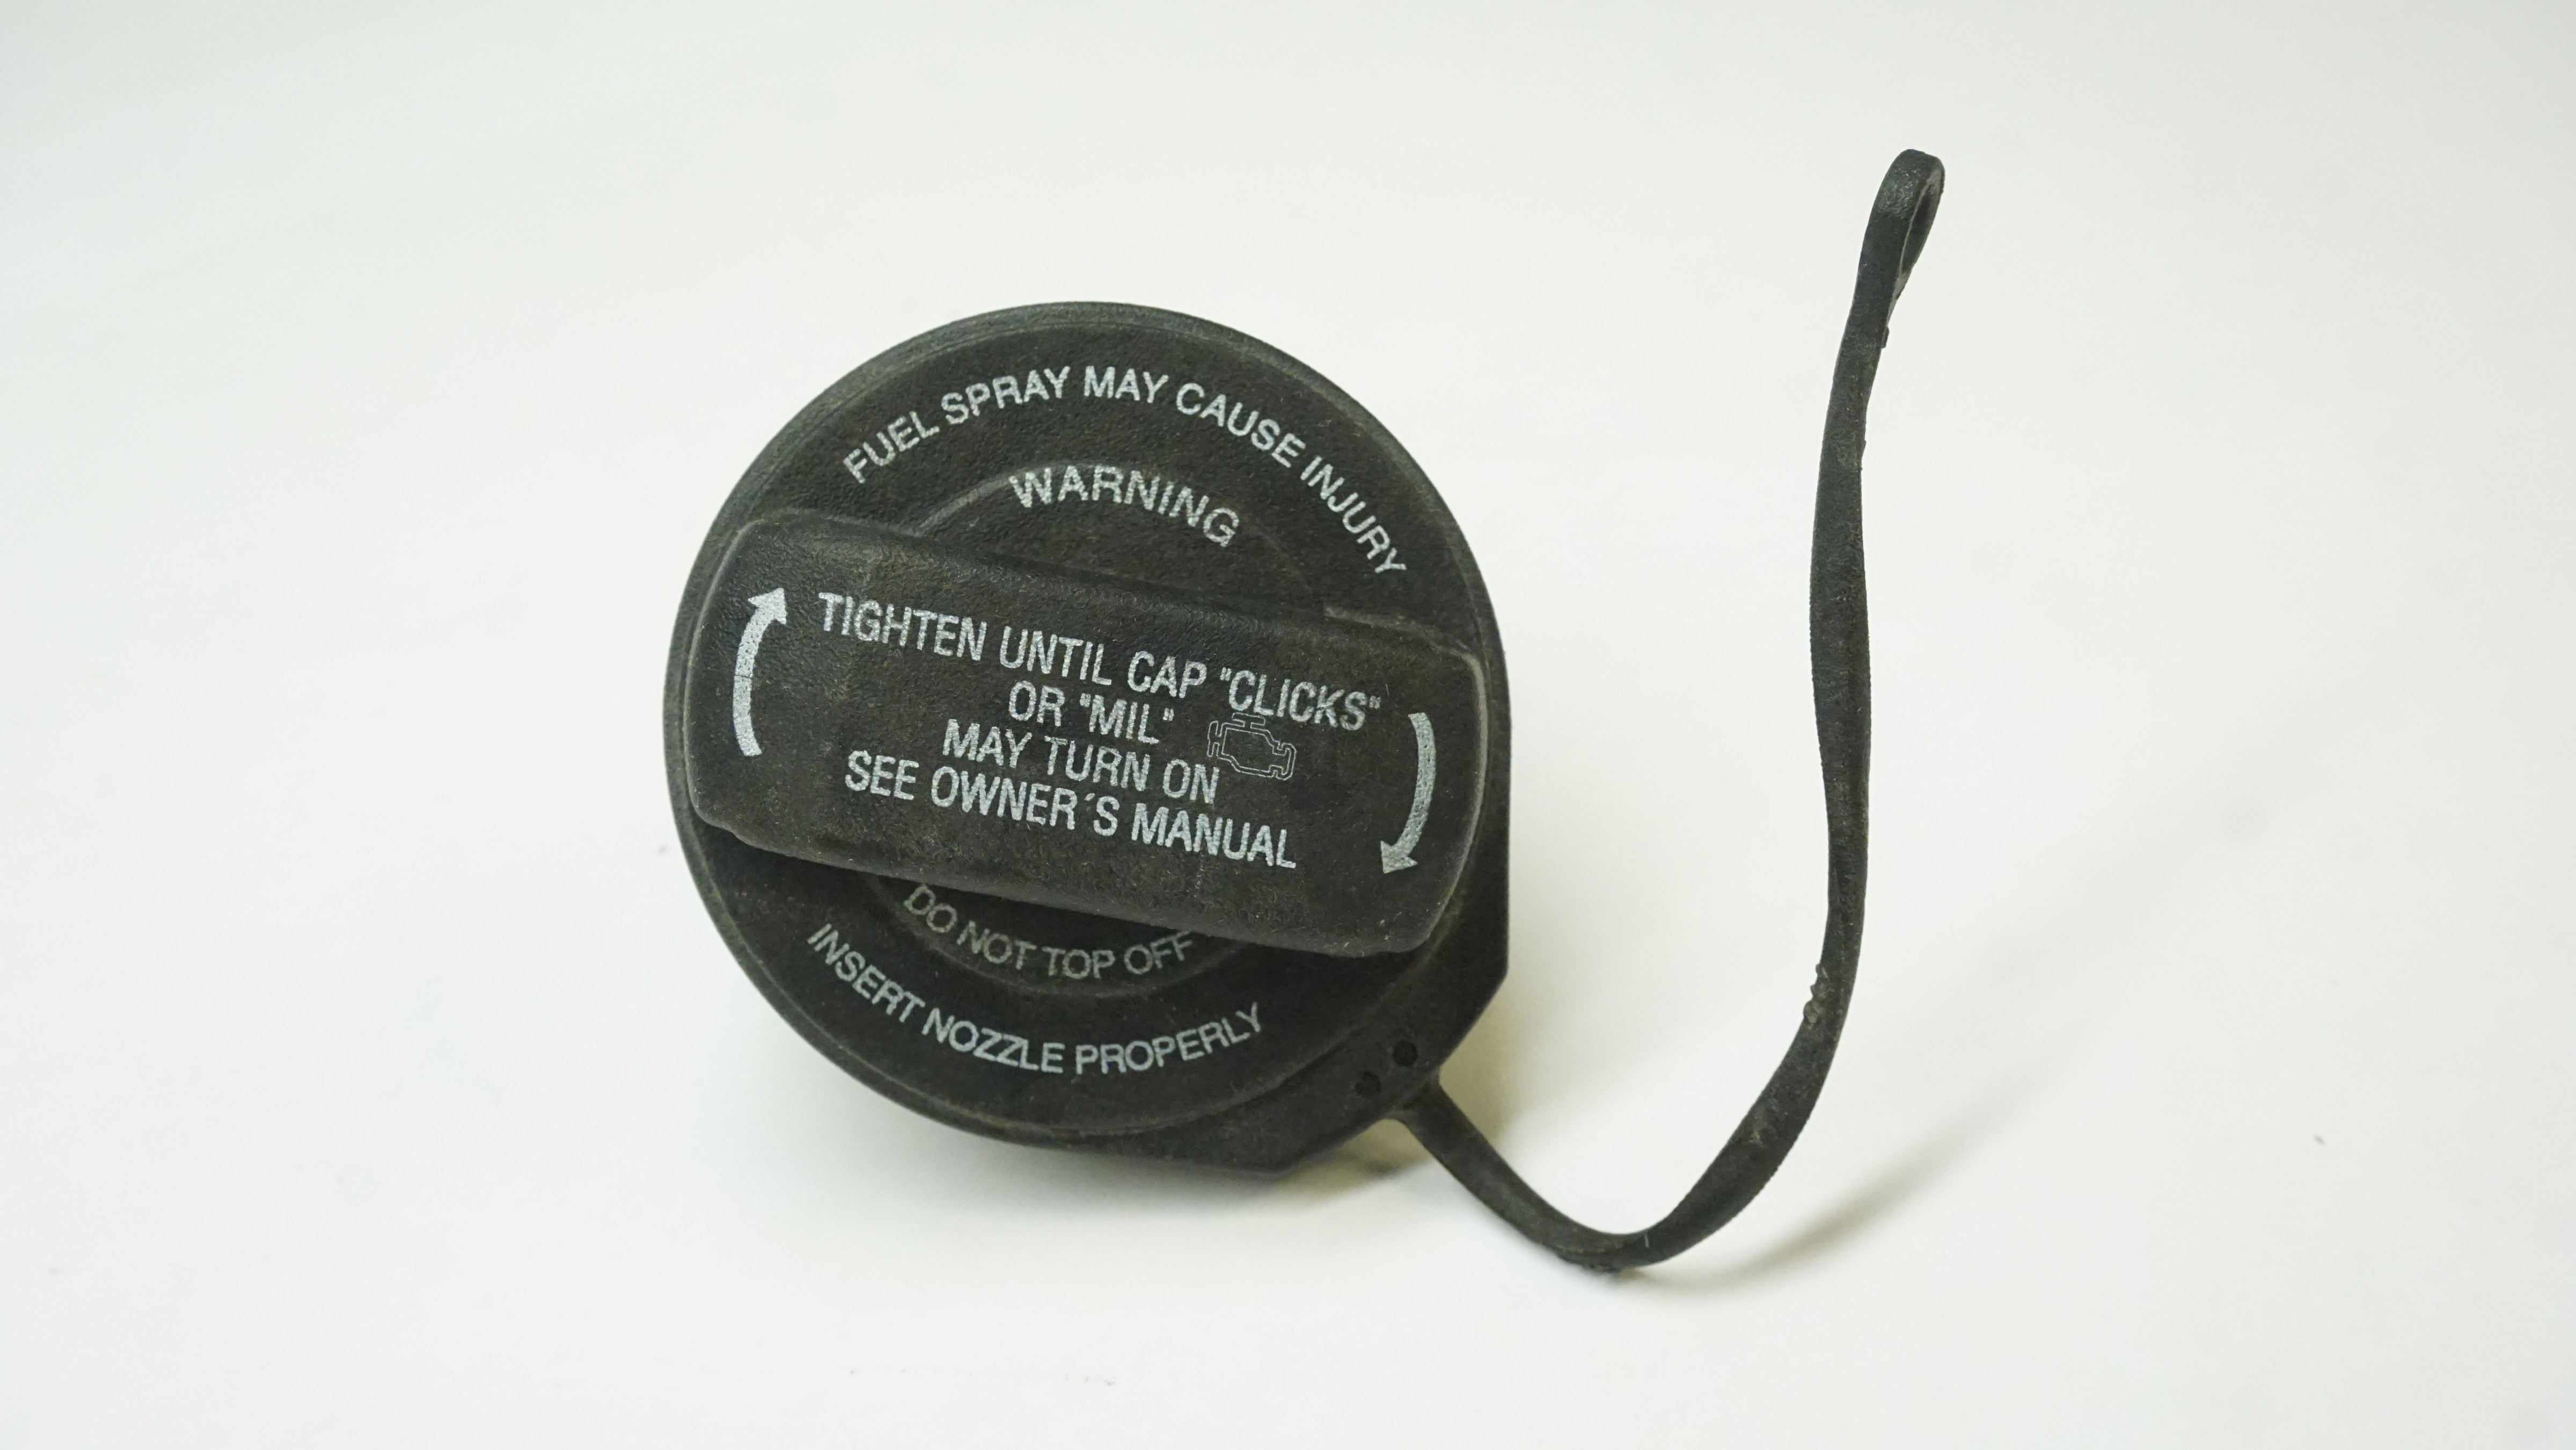 FUEL SPRAY MAY CAUSE INJURY
WARNING
TIGHTEN UNTIL CAP "CLICKS"
OR "MIL"
MAY TURN ON
SEE OWNER´S MANUAL
DO NOT TOP OFF
INSERT NOZZLE PROPERLY